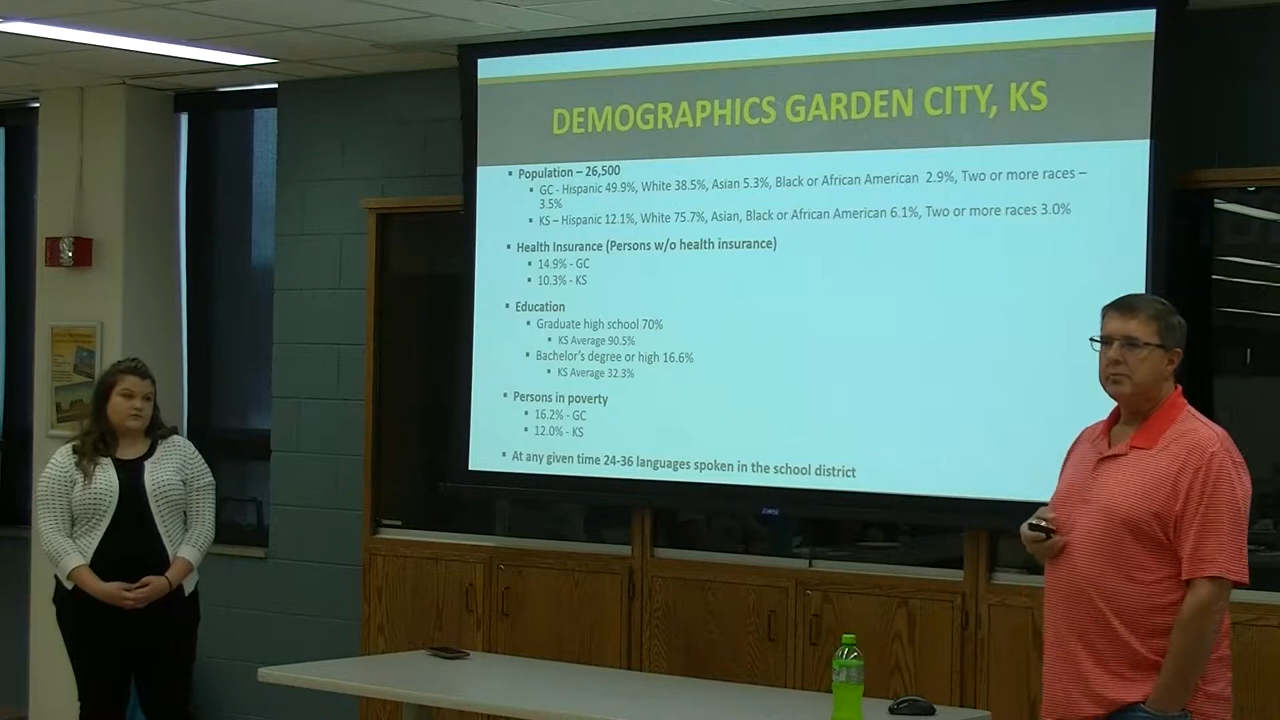 DEMOGRAPHICS GARDEN CITY, KS
▪ Population – 26,500
▪ GC - Hispanic 49.9%, White 38.5%, Asian 5.3%, Black or African American 2.9%, Two or more races –
3.5%
▪ KS – Hispanic 12.1%, White 75.7%, Asian, Black or African American 6.1%, Two or more races 3.0%
▪ Health Insurance (Persons w/o health insurance)
▪ 14.9% - GC
▪ 10.3% - KS
▪ Education
▪ Graduate high school 70%
▪ KS Average 90.5%
▪ Bachelor's degree or high 16.6%
▪ KS Average 32.3%
▪ Persons in poverty
▪ 16.2% - GC
▪ 12.0% - KS
▪ At any given time 24-36 languages spoken in the school district